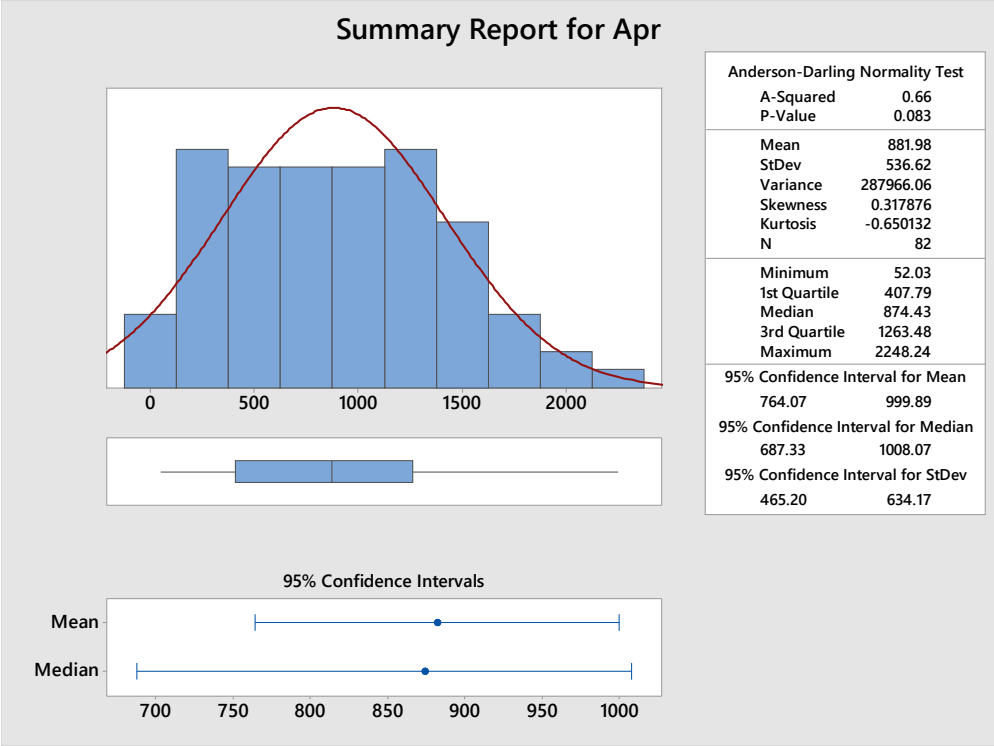 Summary Report for Apr
0 500 1000 1500 2000
95% Confidence Intervals
Mean
Median
700 750 800 850 900 950 1000
Anderson-Darling Normality Test
A-Squared 0.66
P-Value 0.083
Mean 881.98
StDev 536.62
Variance 287966.06
Skewness 0.317876
Kurtosis -0.650132
N 82
Minimum 52.03
1st Quartile 407.79
Median 874.43
3rd Quartile 1263.48
Maximum 2248.24
95% Confidence Interval for Mean
764.07 999.89
95% Confidence Interval for Median
687.33 1008.07
95% Confidence Interval for StDev
465.20 634.17